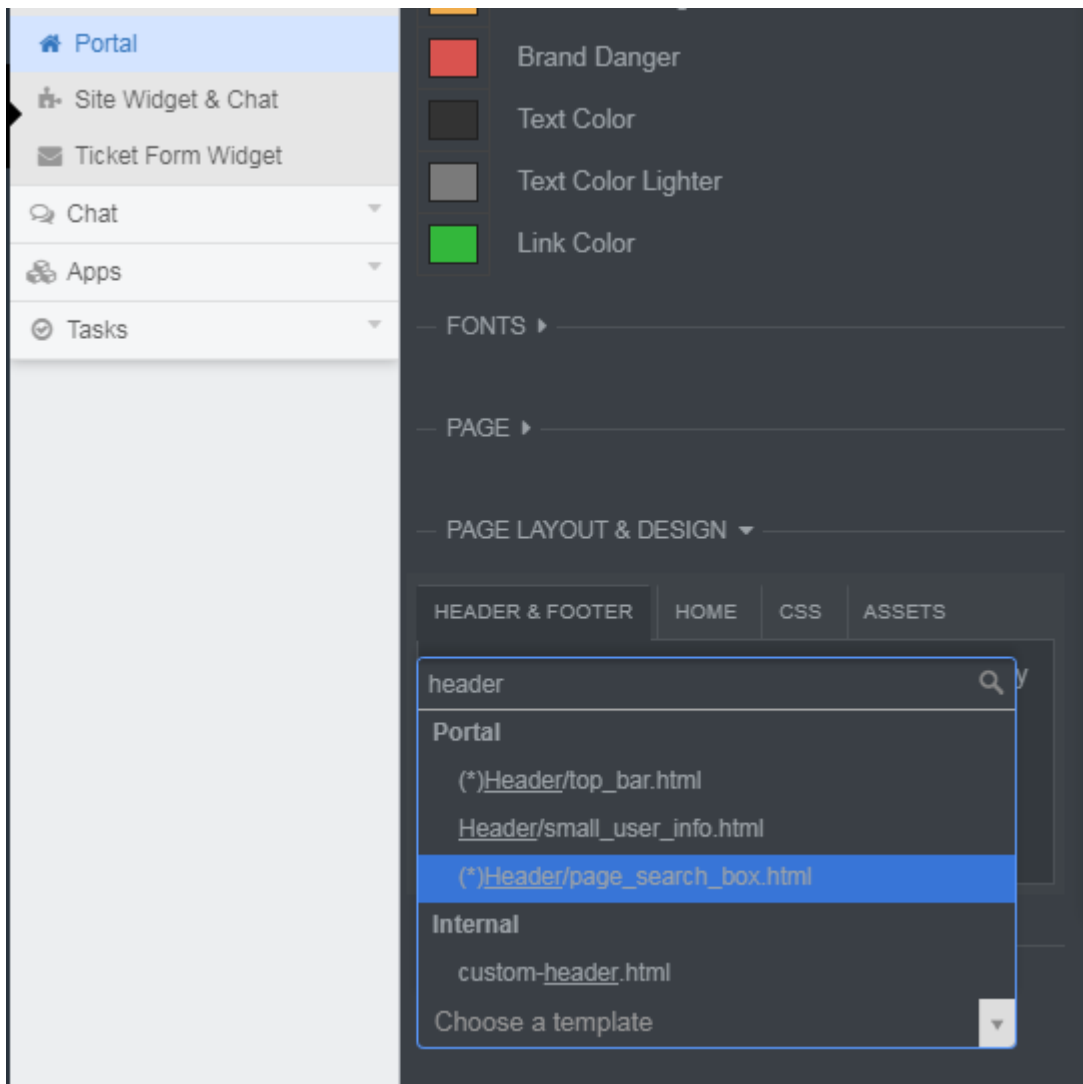 Portal
Site Widget & Chat
Ticket Form Widget
Chat
Apps
Tasks
Brand Danger
Text Color
Text Color Lighter
Link Color
FONTS
PAGE
PAGE LAYOUT & DESIGN
HEADER & FOOTER HOME CSS ASSETS
header
Portal
(*)Header/top_bar.html
Header/small_user_info.html
(*)Header/page_search_box.html
Internal
custom-header.html
Choose a template